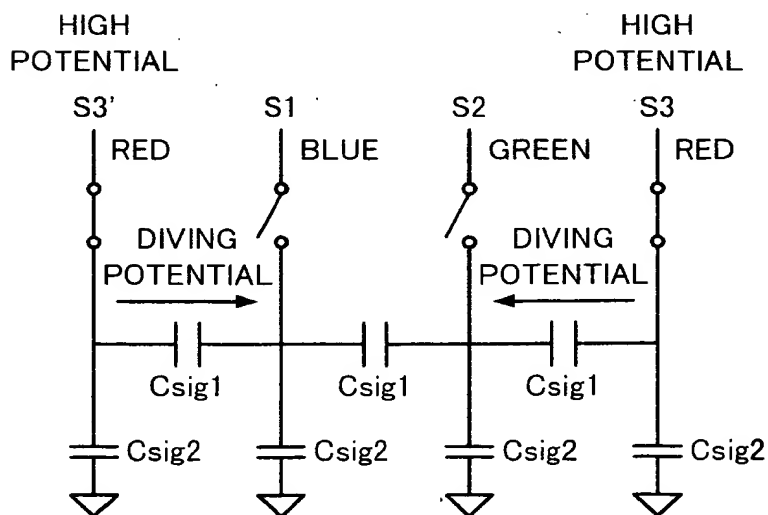 HIGH
POTENTIAL
HIGH
POTENTIAL
S3'
S1
S2
S3
RED
BLUE
GREEN
RED
DIVING
POTENTIAL
DIVING
POTENTIAL
Csig1
Csig1
Csig1
Csig2
Csig2
Csig2
Csig2